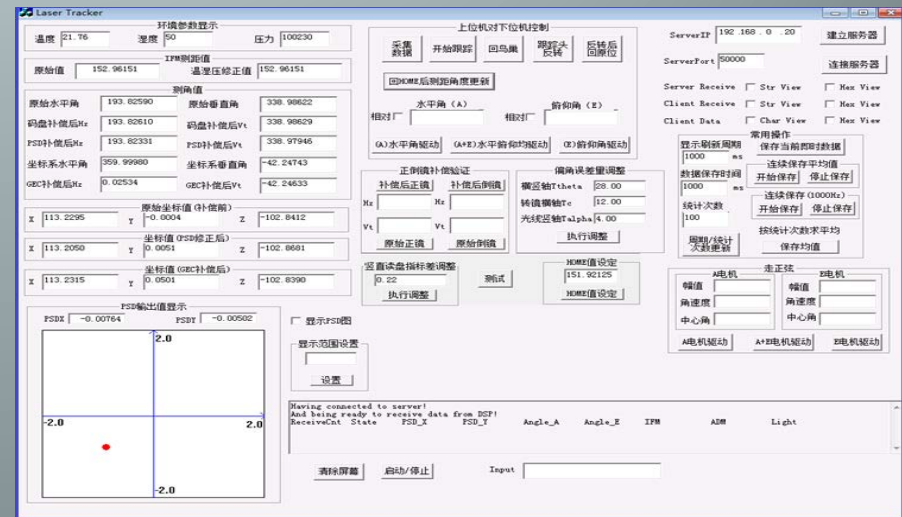 Laser Tracker
环境参数显示
温度 21.76 湿度 50 压力 100230
IFM测距值
原始值 152.96151 温湿压修正值 152.96151
测角值
原始水平角 193.82590 原始垂直角 338.98622
码盘补偿后Hz 193.82610 码盘补偿后Vt 338.98629
PSD补偿后Hz 193.82331 PSD补偿后Vt 338.97946
坐标系水平角 359.99980 坐标系垂直角 -42.24743
GEC补偿后Hz 0.02534 GEC补偿后Vt -42.24633
原始坐标值(补偿前)
X 113.2295 Y -0.0004 Z -102.8412
坐标值(PSD修正后)
X 113.2050 Y 0.0051 Z -102.8681
坐标值(GEC补偿后)
X 113.2315 Y 0.0501 Z -102.8390
PSD输出值显示
PSDX -0.00764 PSDY -0.00502
2.0
-2.0 2.0
-2.0
上位机对下位机控制
采集数据 开始跟踪 回鸟巢 跟踪头反转 反转后回原位
回HOME后测距角度更新
水平角(A) 俯仰角(E)
相对 相对
(A)水平角驱动 (A+E)水平俯仰角驱动 (E)俯仰角驱动
正倒镜补偿验证
补偿后正镜 补偿后倒镜
Hz Hz
Vt Vt
原始正镜 原始倒镜
偏角误差量调整
横竖轴Ttheta 28.00
转镜横轴Tc 12.00
光线竖轴Talpha 4.00
执行调整
竖直读盘指标差调整
0.22
执行调整
测试
HOME值设定
151.92125
HOME值设定
显示PSD图
显示范围设置
设置
Having connected to server!
And being ready to receive data from DSP!
ReceiveCnt State PSD_X PSD_Y Angle_A Angle_E IFM ADM Light
清除屏幕 启动/停止 Input
ServerIP 192 .168 . 0 .20 建立服务器
ServerPort 50000 连接服务器
Server Receive Str View Hex View
Client Receive Str View Hex View
Client Data Char View Hex View
常用操作
显示刷新周期
1000 ms
数据保存时间
1000 ms
统计次数
100
周期/统计次数更新
保存当前即时数据
连续保存平均值
开始保存 停止保存
连续保存(1000Hz)
开始保存 停止保存
按统计次数求平均
保存均值
走正弦
A电机 E电机
幅值 幅值
角速度 角速度
中心角 中心角
A电机驱动 A+E电机驱动 E电机驱动